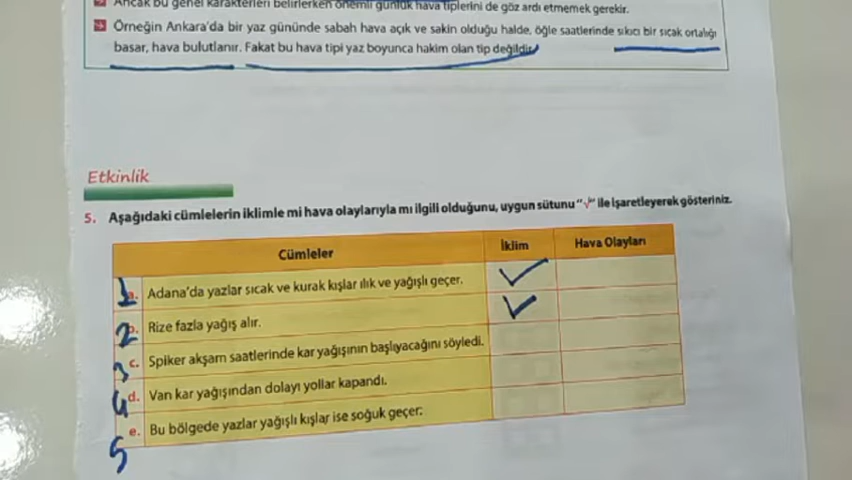 Ancak bu genel karakterleri belirlerken önemli günlük hava tiplerini de göz ardı etmemek gerekir.
Örneğin Ankara'da bir yaz gününde sabah hava açık ve sakin olduğu halde, öğle saatlerinde sıkıcı bir sıcak ortalığı
basar, hava bulutlanır. Fakat bu hava tipi yaz boyunca hakim olan tip değildir.
Etkinlik
5. Aşağıdaki cümlelerin iklimle mi hava olaylarıyla mı ilgili olduğunu, uygun sütunu "√" ile işaretleyerek gösteriniz.
Cümleler İklim Hava Olayları
1 a. Adana'da yazlar sıcak ve kurak kışlar ılık ve yağışlı geçer. ✓
2 b. Rize fazla yağış alır. ✓
3 c. Spiker akşam saatlerinde kar yağışının başlıyacağını söyledi.
4 d. Van kar yağışından dolayı yollar kapandı.
5 e. Bu bölgede yazlar yağışlı kışlar ise soğuk geçer.